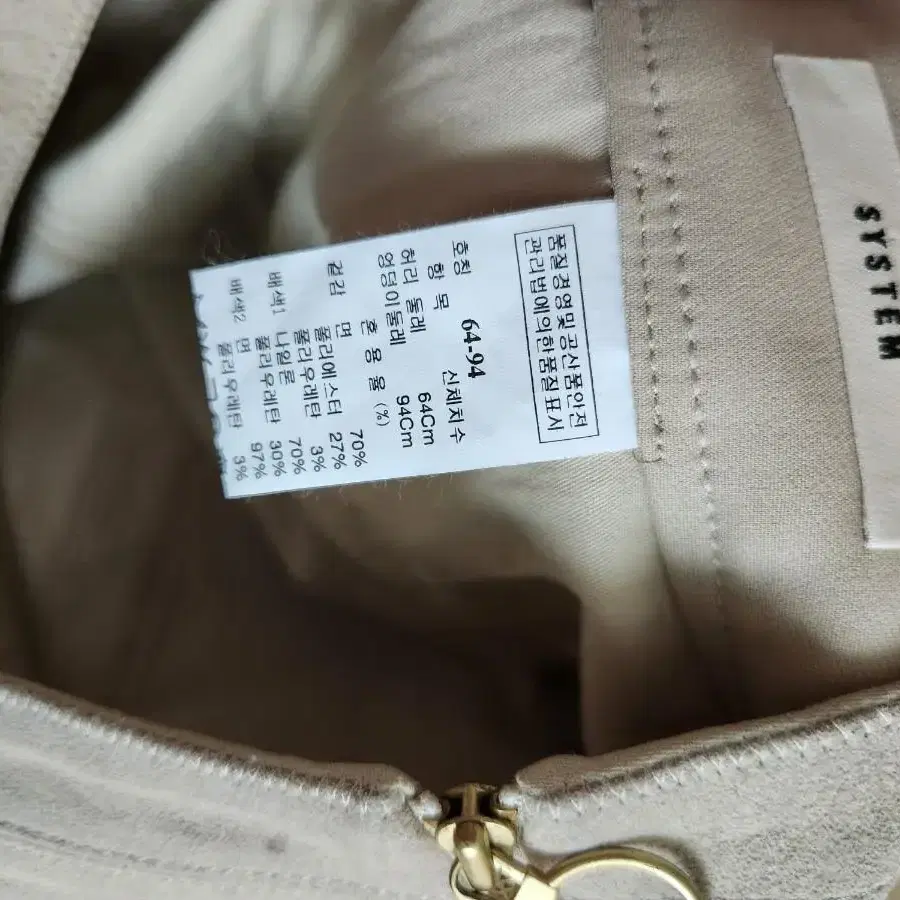 SYSTEM
품질경영및 공산품안전
관리법에의한품질표시
호칭 64-94
항 목 신체치수
허리 둘레 64Cm
엉덩이둘레 94Cm
혼 용 율 (%)
겉감 면 70%
폴리에스터 27%
폴리우레탄 3%
배색1 나일론 70%
폴리우레탄 30%
배색2 면 97%
폴리우레탄 3%